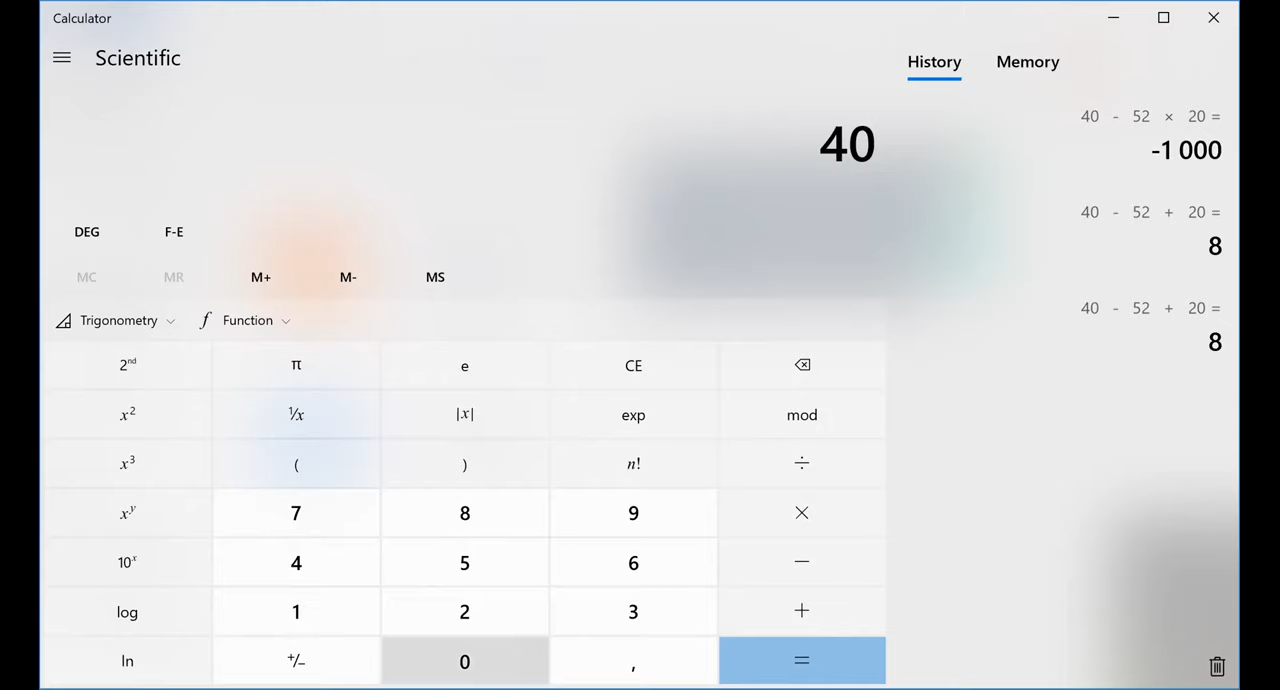 Calculator
Scientific
History Memory
40 - 52 × 20 =
-1 000
40
40 - 52 + 20 =
8
DEG F-E
MC MR M+ M- MS
40 - 52 + 20 =
8
Trigonometry f Function
2nd π e CE
x2 1/x |x| exp mod
x3 ( ) n! ÷
xy 7 8 9 ×
10x 4 5 6 −
log 1 2 3 +
ln +/− 0 , =